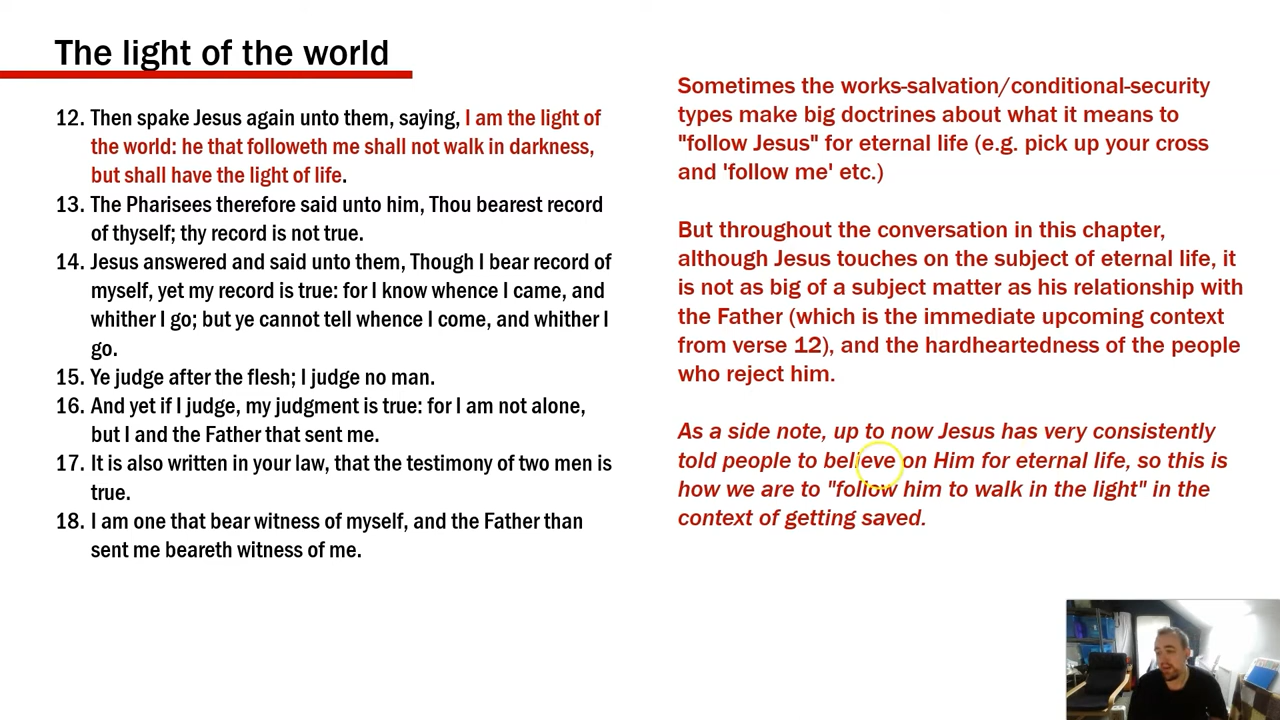 The light of the world
12. Then spake Jesus again unto them, saying, I am the light of
the world: he that followeth me shall not walk in darkness,
but shall have the light of life.
13. The Pharisees therefore said unto him, Thou bearest record
of thyself; thy record is not true.
14. Jesus answered and said unto them, Though I bear record of
myself, yet my record is true: for I know whence I came, and
whither I go; but ye cannot tell whence I come, and whither I
go.
15. Ye judge after the flesh; I judge no man.
16. And yet if I judge, my judgment is true: for I am not alone,
but I and the Father that sent me.
17. It is also written in your law, that the testimony of two men is
true.
18. I am one that bear witness of myself, and the Father than
sent me beareth witness of me.
Sometimes the works-salvation/conditional-security
types make big doctrines about what it means to
"follow Jesus" for eternal life (e.g. pick up your cross
and 'follow me' etc.)
But throughout the conversation in this chapter,
although Jesus touches on the subject of eternal life, it
is not as big of a subject matter as his relationship with
the Father (which is the immediate upcoming context
from verse 12), and the hardheartedness of the people
who reject him.
As a side note, up to now Jesus has very consistently
told people to believe on Him for eternal life, so this is
how we are to "follow him to walk in the light" in the
context of getting saved.